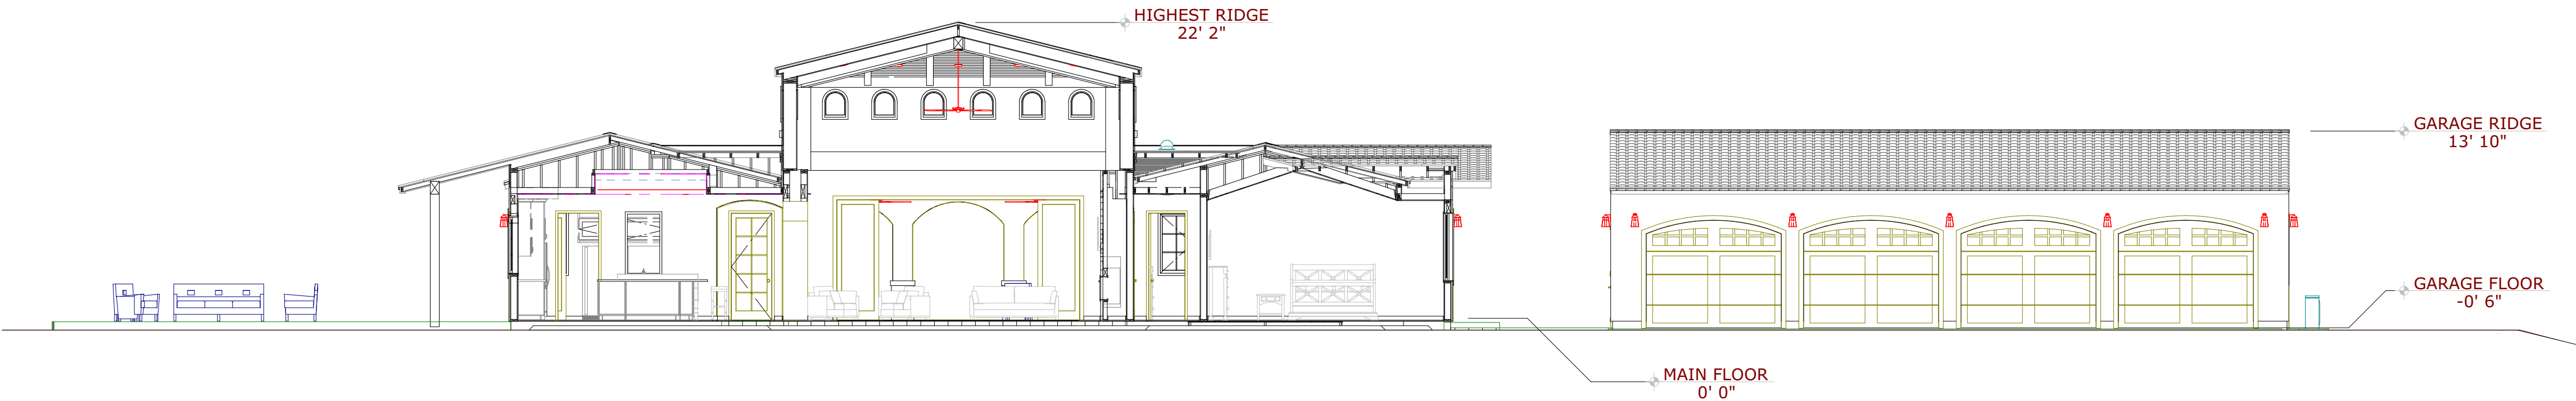 HIGHEST RIDGE
22' 2"
GARAGE RIDGE
13' 10"
GARAGE FLOOR
-0' 6"
MAIN FLOOR
0' 0"